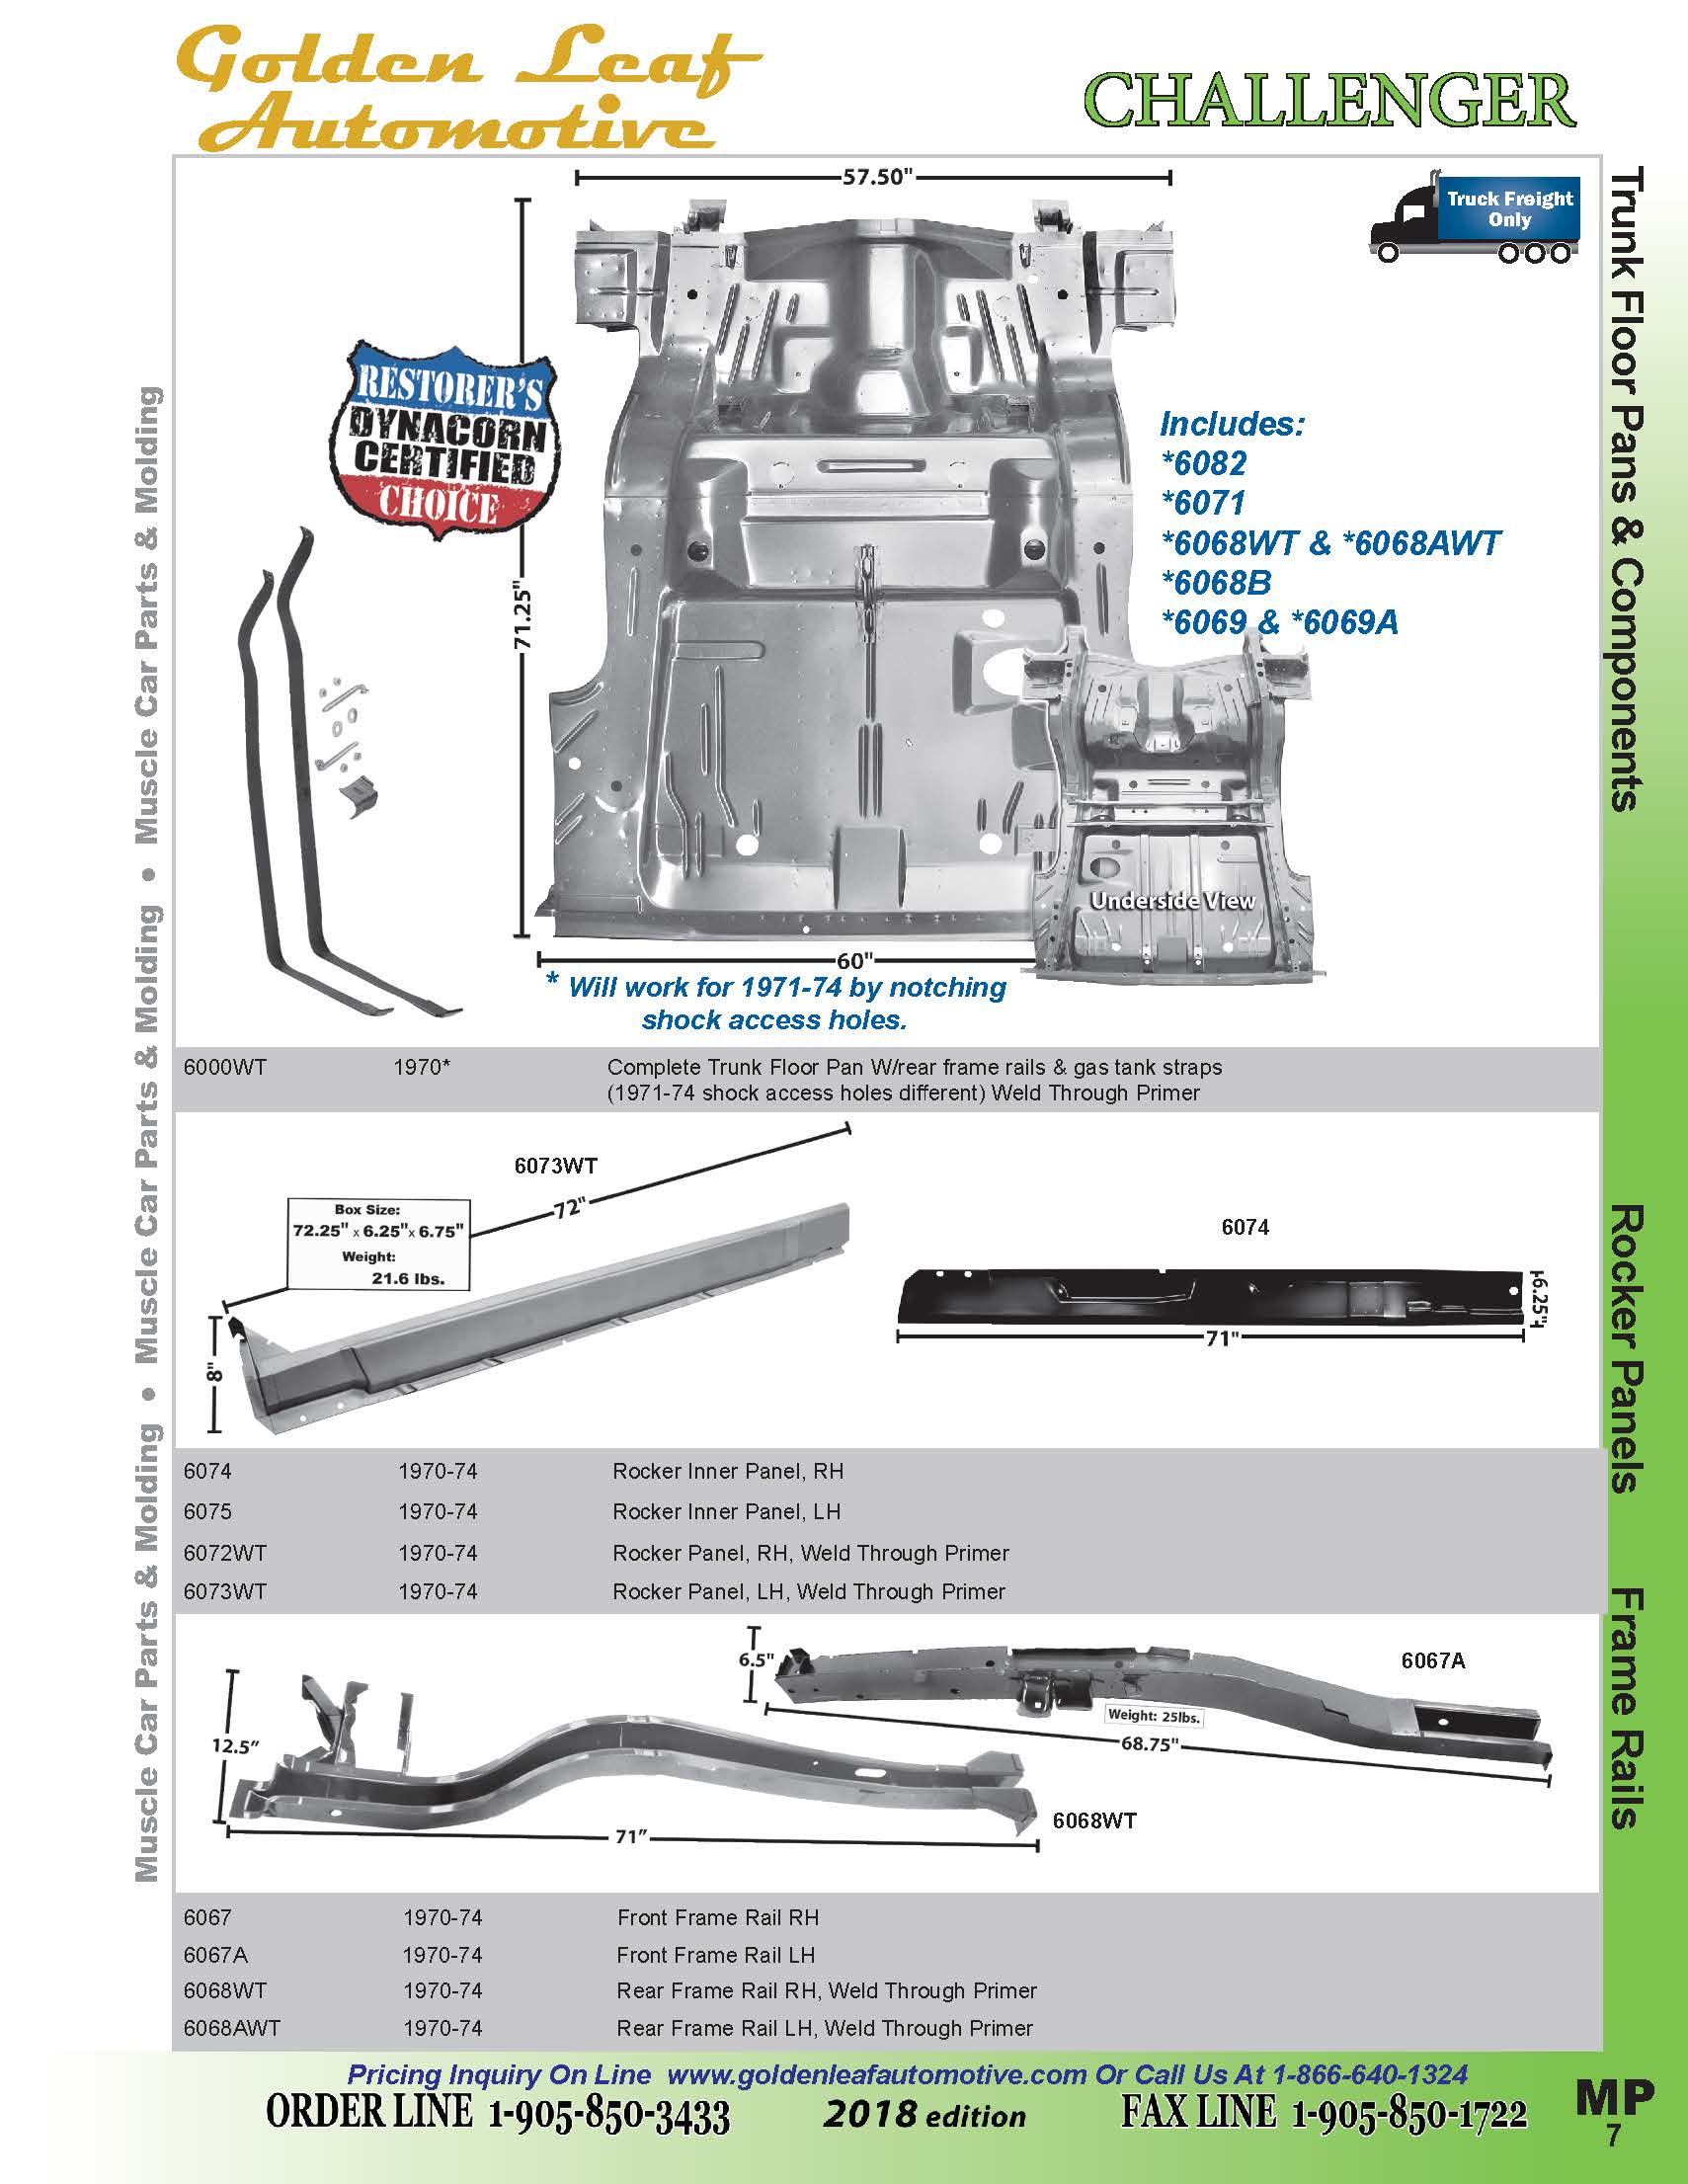 Golden Leaf
Automotive
CHALLENGER
57.50"
Truck Freight
Only
RESTORER'S
DYNACORN
CERTIFIED
CHOICE
71.25"
Includes:
*6082
*6071
*6068WT & *6068AWT
*6068B
*6069 & *6069A
Underside View
60"
* Will work for 1971-74 by notching
shock access holes.
6000WT 1970* Complete Trunk Floor Pan W/rear frame rails & gas tank straps
(1971-74 shock access holes different) Weld Through Primer
6073WT
72"
Box Size:
72.25" x 6.25"x 6.75"
Weight:
21.6 lbs.
8"
6074
6.25"
71"
6074 1970-74 Rocker Inner Panel, RH
6075 1970-74 Rocker Inner Panel, LH
6072WT 1970-74 Rocker Panel, RH, Weld Through Primer
6073WT 1970-74 Rocker Panel, LH, Weld Through Primer
6.5"
6067A
Weight: 25lbs.
68.75"
12.5”
6068WT
71”
6067 1970-74 Front Frame Rail RH
6067A 1970-74 Front Frame Rail LH
6068WT 1970-74 Rear Frame Rail RH, Weld Through Primer
6068AWT 1970-74 Rear Frame Rail LH, Weld Through Primer
Muscle Car Parts & Molding • Muscle Car Parts & Molding • Muscle Car Parts & Molding
Trunk Floor Pans & Components
Rocker Panels
Frame Rails
Pricing Inquiry On Line www.goldenleafautomotive.com Or Call Us At 1-866-640-1324
ORDER LINE 1-905-850-3433 2018 edition FAX LINE 1-905-850-1722
MP
7